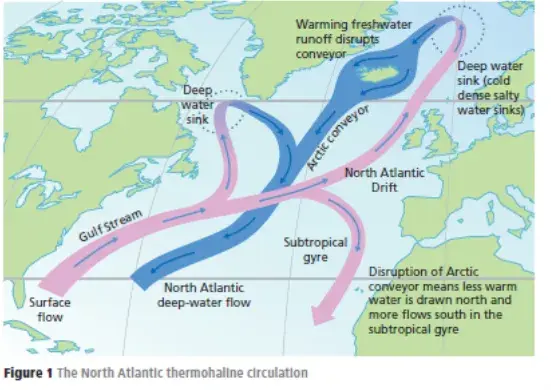 Warming freshwater
runoff disrupts
conveyor
Deep water
sink (cold
dense salty
water sinks)
Deep
water
sink
Arctic conveyor
North Atlantic
Drift
Gulf Stream
Subtropical
gyre
Surface
flow
North Atlantic
deep-water flow
Disruption of Arctic
conveyor means less warm
water is drawn north and
more flows south in the
subtropical gyre
Figure 1 The North Atlantic thermohaline circulation